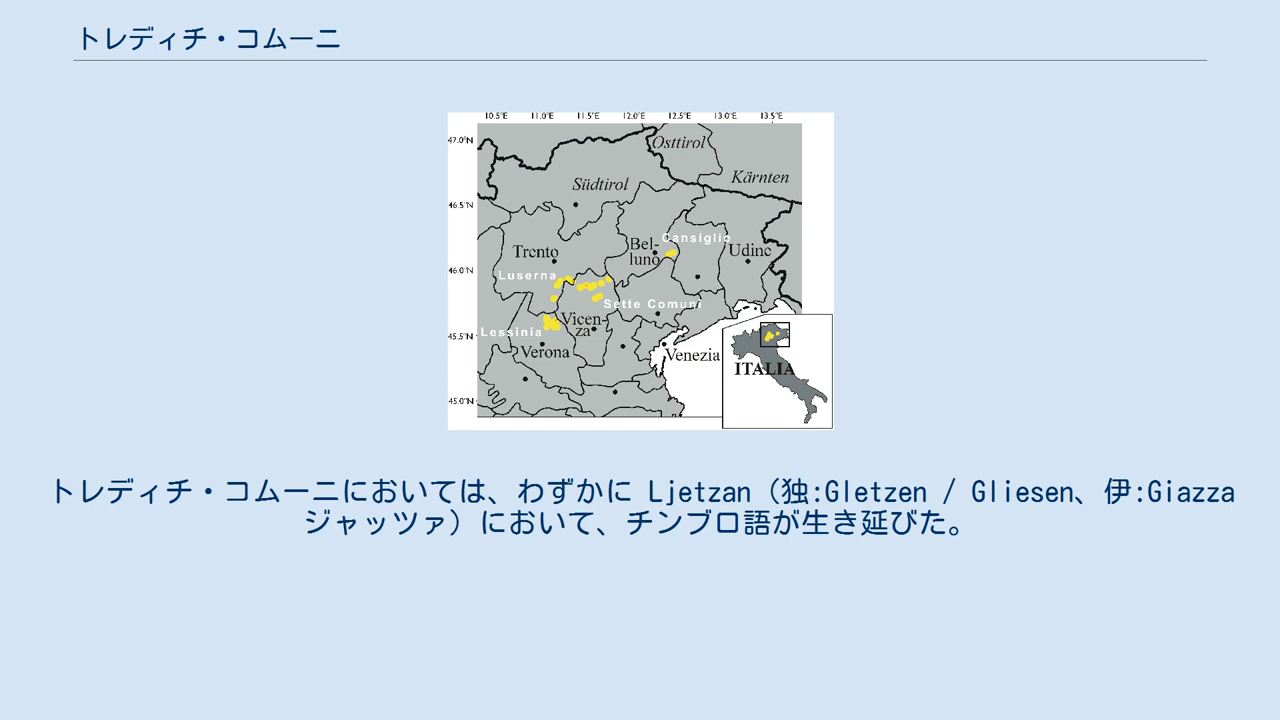 トレディチ・コムーニ
10.5°E 11.0°E 11.5°E 12.0°E 12.5°E 13.0°E 13.5°E
47.0°N
Osttirol
Südtirol
Kärnten
46.5°N
Cansiglio
Trento
Bel-
luno
Udine
46.0°N
Luserna
Sette Comuni
Vicen-
za
45.5°N
Lessinia
Verona
Venezia
ITALIA
45.0°N
トレディチ・コムーニにおいては、わずかに Ljetzan（独:Gletzen / Gliesen、伊:Giazza
ジャッツァ）において、チンブロ語が生き延びた。